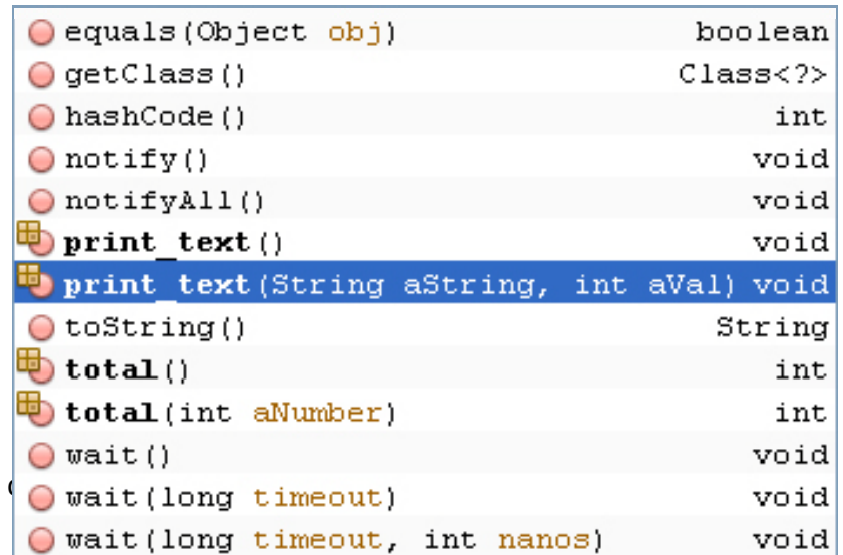 equals(Object obj) boolean
getClass() Class<?>
hashCode() int
notify() void
notifyAll() void
print_text() void
print_text(String aString, int aVal) void
toString() String
total() int
total(int aNumber) int
wait() void
wait(long timeout) void
wait(long timeout, int nanos) void